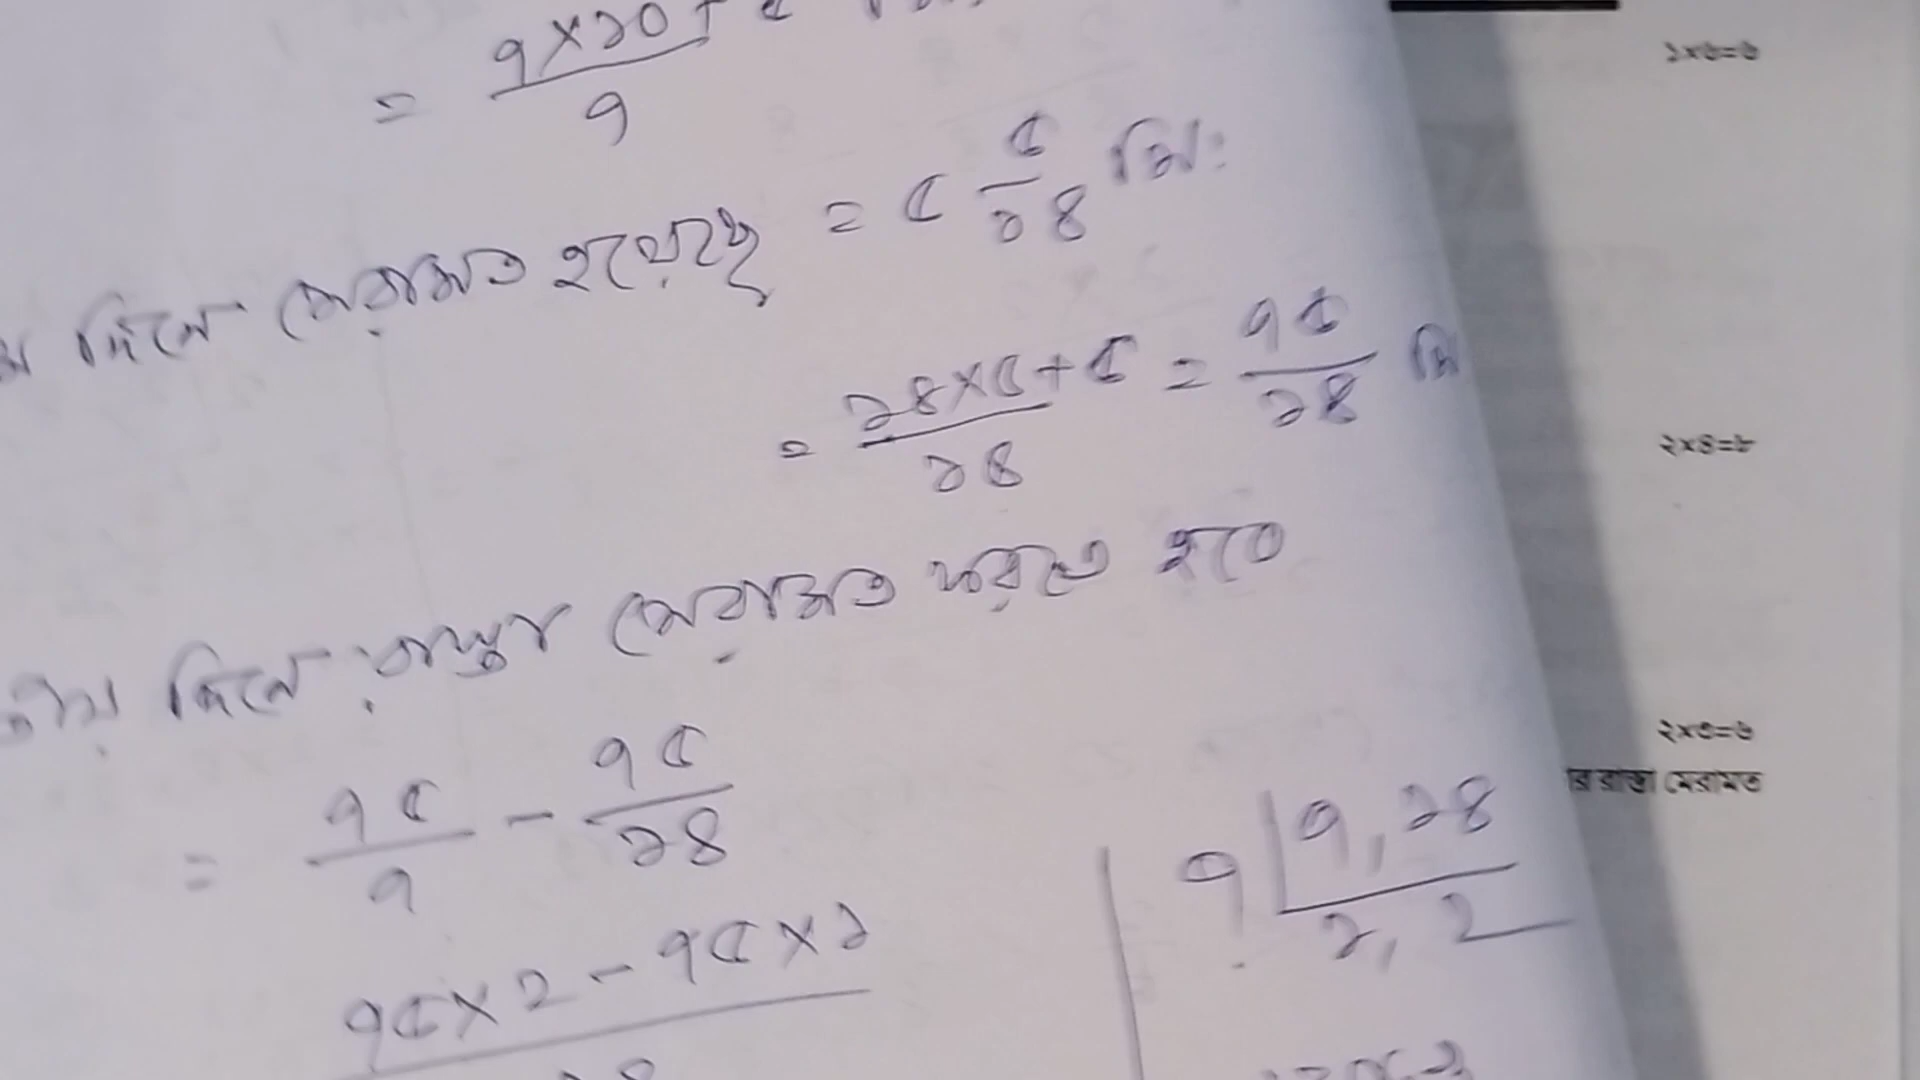 = ৭×১০+৫ / ৭
দিনে মেরামত হয়েছে = ৫ ৫/১৪ মি:
= ১৪×৫+৫ / ১৪ = ৭৫/১৪ মি
দিনে রাস্তা মেরামত করতে হবে
= ৭৫/৭ - ৭৫/১৪
৭ | ৭, ১৪
১, ২
৭৫×২-৭৫×১
১×৬=৬
২×৪=৮
২×৩=৬
রাস্তা মেরামত